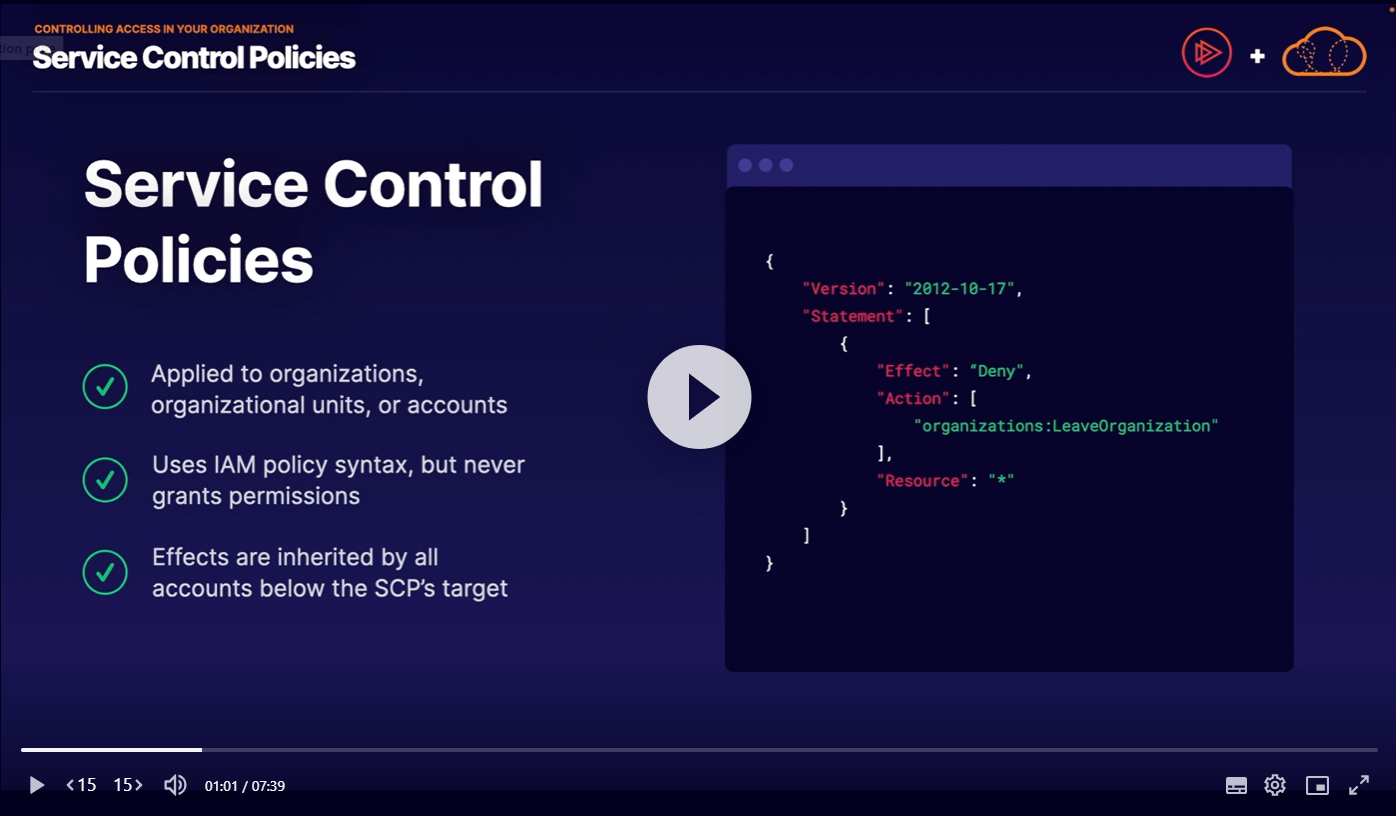 CONTROLLING ACCESS IN YOUR ORGANIZATION
Service Control Policies
Service Control
Policies
Applied to organizations,
organizational units, or accounts
Uses IAM policy syntax, but never
grants permissions
Effects are inherited by all
accounts below the SCP’s target
{
"Version": "2012-10-17",
"Statement": [
{
"Effect": “Deny",
"Action": [
"organizations:LeaveOrganization"
],
"Resource": "*"
}
]
}
<15 15> 01:01 / 07:39